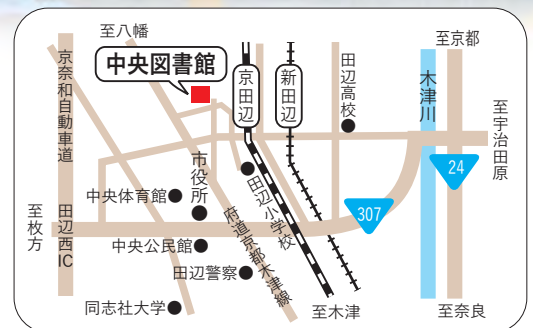 至八幡
至京都
中央図書館
京奈和自動車道
京田辺
新田辺
田辺高校
木津川
至宇治田原
24
市役所
田辺小学校
中央体育館
307
至枚方
田辺西IC
府道京都木津線
中央公民館
田辺警察
同志社大学
至木津
至奈良